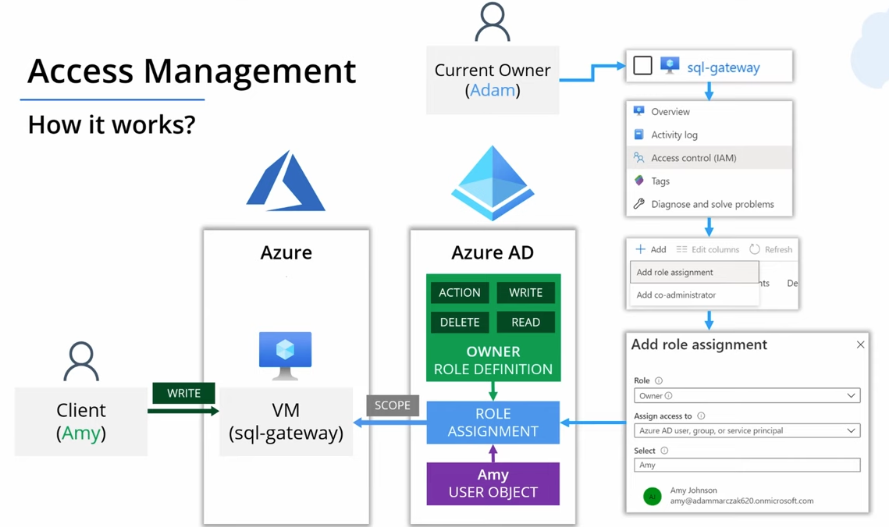 Access Management
How it works?
Current Owner
(Adam)
sql-gateway
Overview
Activity log
Access control (IAM)
Tags
Diagnose and solve problems
Add
Edit columns
Refresh
Add role assignment
nts
De
Add co-administrator
Azure
Azure AD
ACTION
WRITE
DELETE
READ
OWNER
ROLE DEFINITION
Client
(Amy)
WRITE
VM
(sql-gateway)
SCOPE
ROLE
ASSIGNMENT
Amy
USER OBJECT
Add role assignment
Role
Owner
Assign access to
Azure AD user, group, or service principal
Select
Amy
Amy Johnson
amy@adammarczak620.onmicrosoft.com